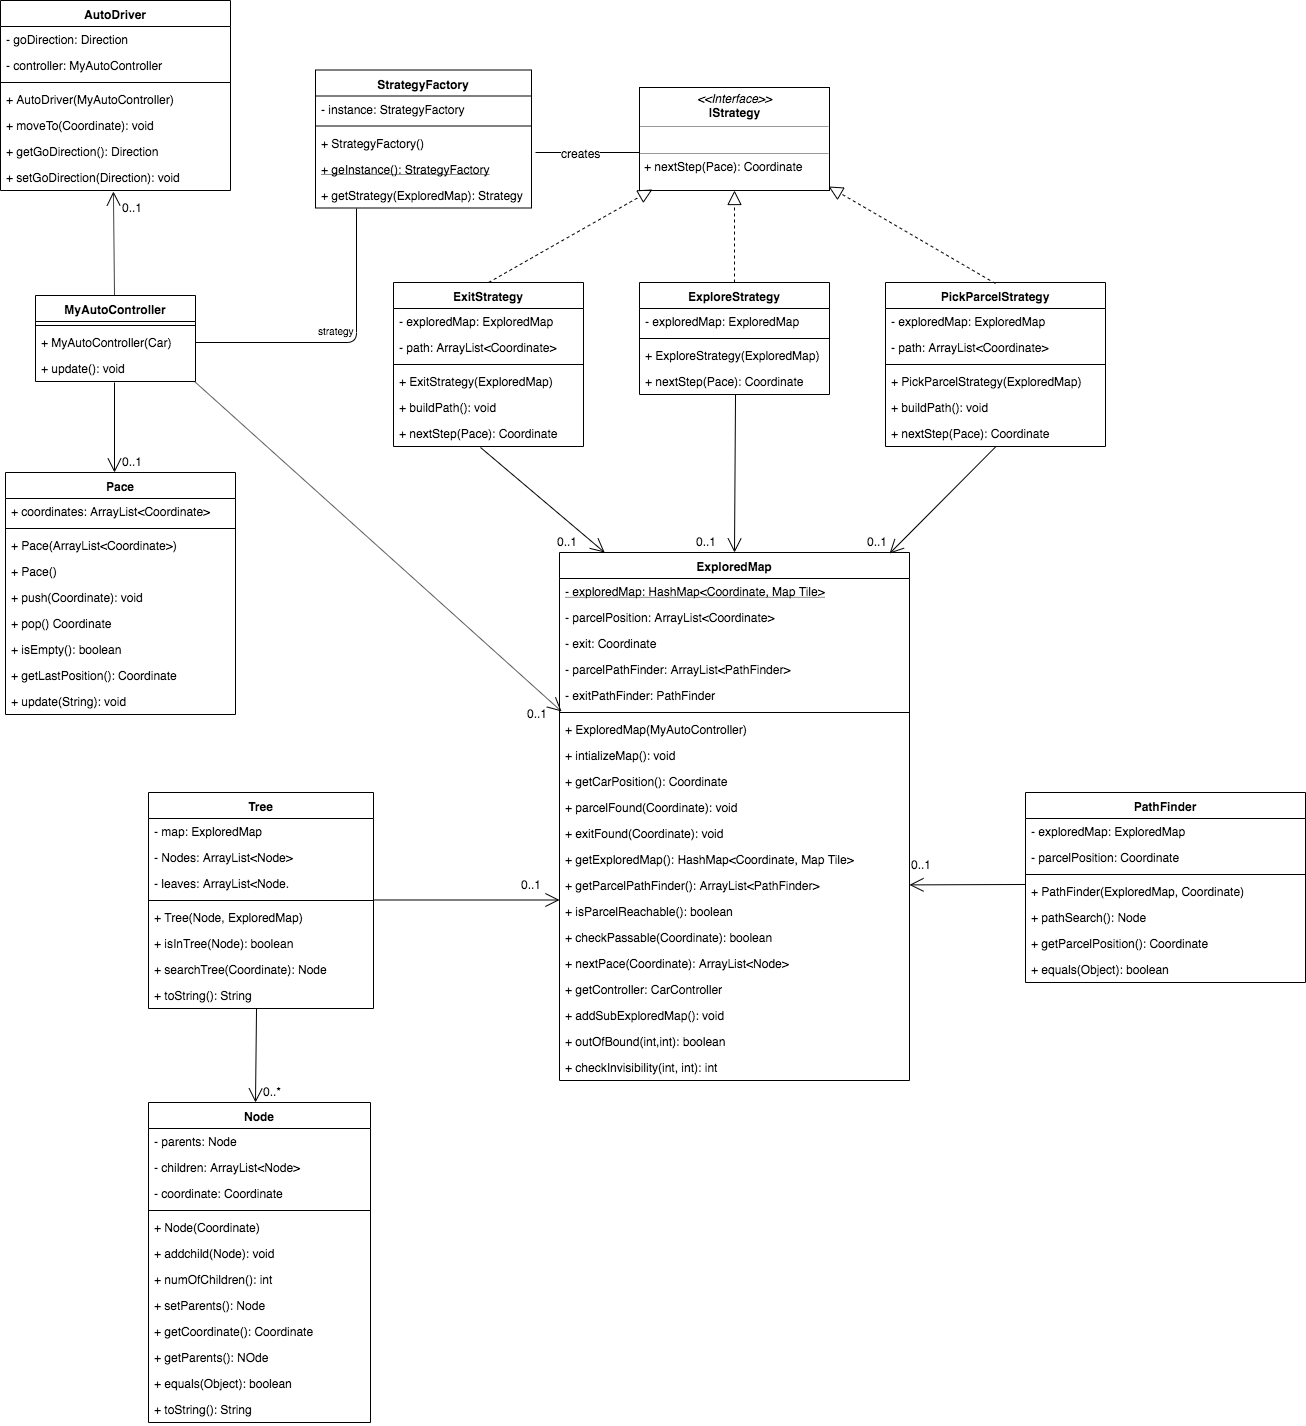 AutoDriver
- goDirection: Direction
- controller: MyAutoController
+ AutoDriver(MyAutoController)
+ moveTo(Coordinate): void
+ getGoDirection(): Direction
+ setGoDirection(Direction): void
0..1
StrategyFactory
- instance: StrategyFactory
+ StrategyFactory()
+ geInstance(): StrategyFactory
+ getStrategy(ExploredMap): Strategy
creates
<<Interface>>
IStrategy
+ nextStep(Pace): Coordinate
MyAutoController
+ MyAutoController(Car)
+ update(): void
strategy
ExitStrategy
- exploredMap: ExploredMap
- path: ArrayList<Coordinate>
+ ExitStrategy(ExploredMap)
+ buildPath(): void
+ nextStep(Pace): Coordinate
ExploreStrategy
- exploredMap: ExploredMap
+ ExploreStrategy(ExploredMap)
+ nextStep(Pace): Coordinate
PickParcelStrategy
- exploredMap: ExploredMap
- path: ArrayList<Coordinate>
+ PickParcelStrategy(ExploredMap)
+ buildPath(): void
+ nextStep(Pace): Coordinate
0..1
Pace
+ coordinates: ArrayList<Coordinate>
+ Pace(ArrayList<Coordinate>)
+ Pace()
+ push(Coordinate): void
+ pop() Coordinate
+ isEmpty(): boolean
+ getLastPosition(): Coordinate
+ update(String): void
0..1
0..1
0..1
0..1
ExploredMap
- exploredMap: HashMap<Coordinate, Map Tile>
- parcelPosition: ArrayList<Coordinate>
- exit: Coordinate
- parcelPathFinder: ArrayList<PathFinder>
- exitPathFinder: PathFinder
+ ExploredMap(MyAutoController)
+ intializeMap(): void
+ getCarPosition(): Coordinate
+ parcelFound(Coordinate): void
+ exitFound(Coordinate): void
+ getExploredMap(): HashMap<Coordinate, Map Tile>
+ getParcelPathFinder(): ArrayList<PathFinder>
+ isParcelReachable(): boolean
+ checkPassable(Coordinate): boolean
+ nextPace(Coordinate): ArrayList<Node>
+ getController: CarController
+ addSubExploredMap(): void
+ outOfBound(int,int): boolean
+ checkInvisibility(int, int): int
Tree
- map: ExploredMap
- Nodes: ArrayList<Node>
- leaves: ArrayList<Node.
+ Tree(Node, ExploredMap)
+ isInTree(Node): boolean
+ searchTree(Coordinate): Node
+ toString(): String
0..1
0..1
PathFinder
- exploredMap: ExploredMap
- parcelPosition: Coordinate
+ PathFinder(ExploredMap, Coordinate)
+ pathSearch(): Node
+ getParcelPosition(): Coordinate
+ equals(Object): boolean
0..*
Node
- parents: Node
- children: ArrayList<Node>
- coordinate: Coordinate
+ Node(Coordinate)
+ addchild(Node): void
+ numOfChildren(): int
+ setParents(): Node
+ getCoordinate(): Coordinate
+ getParents(): NOde
+ equals(Object): boolean
+ toString(): String